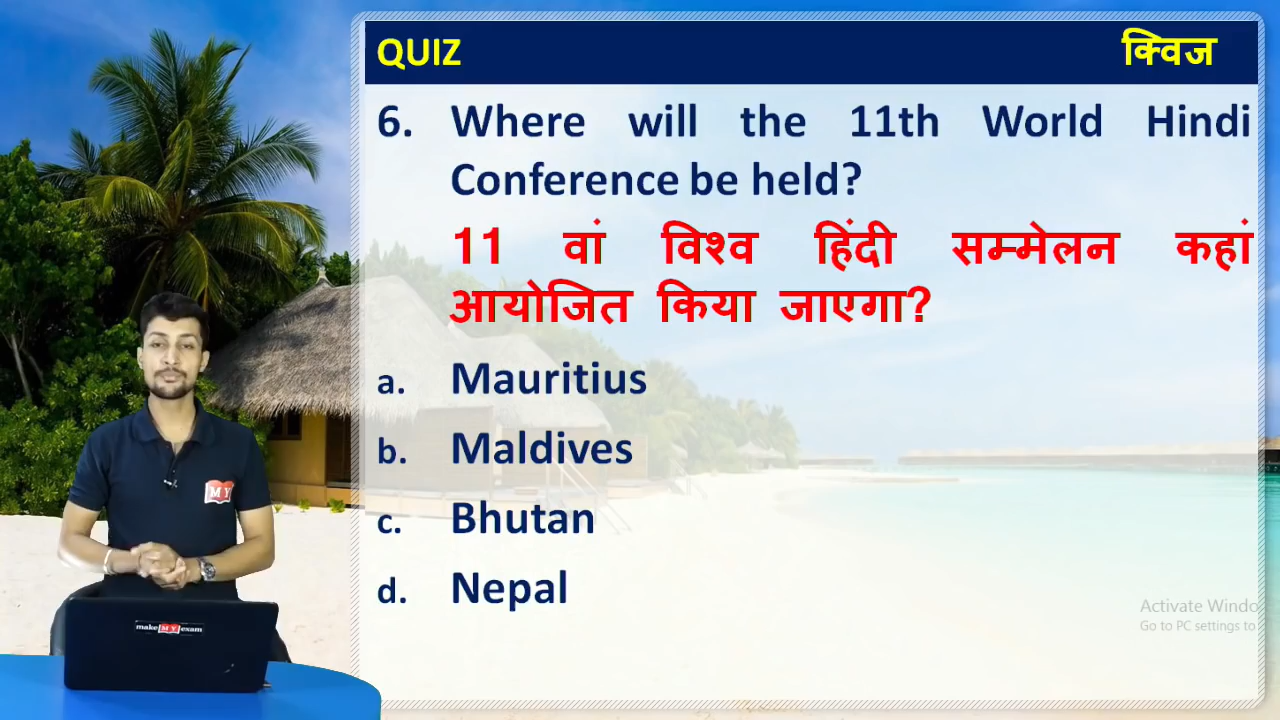 QUIZ क्विज
6. Where will the 11th World Hindi
Conference be held?
11 वां विश्व हिंदी सम्मेलन कहां
आयोजित किया जाएगा?
a. Mauritius
b. Maldives
c. Bhutan
d. Nepal
MY
make MY exam
Activate Windo
Go to PC settings to